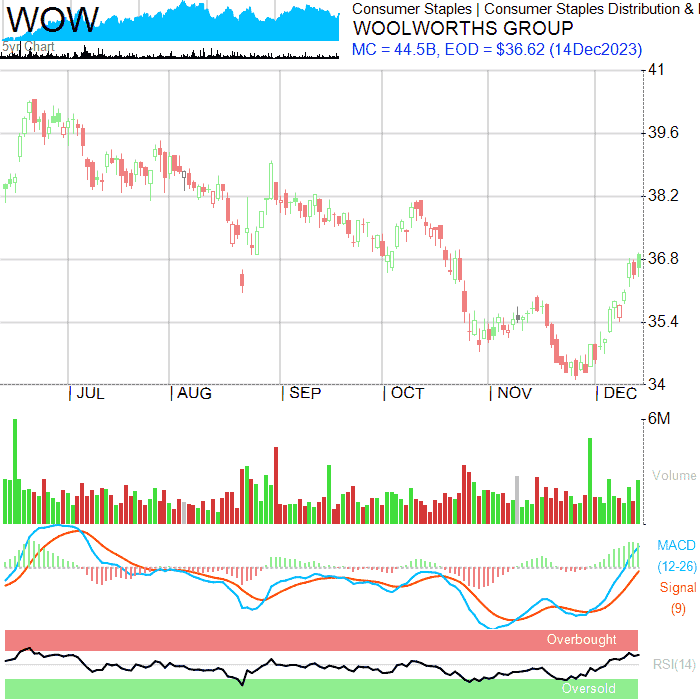 WOW
5yr Chart
Consumer Staples | Consumer Staples Distribution &
WOOLWORTHS GROUP
MC = 44.5B, EOD = $36.62 (14Dec2023)
41
39.6
38.2
36.8
35.4
34
JUL AUG SEP OCT NOV DEC
6M
Volume
MACD
(12-26)
Signal
(9)
Overbought
RSI(14)
Oversold